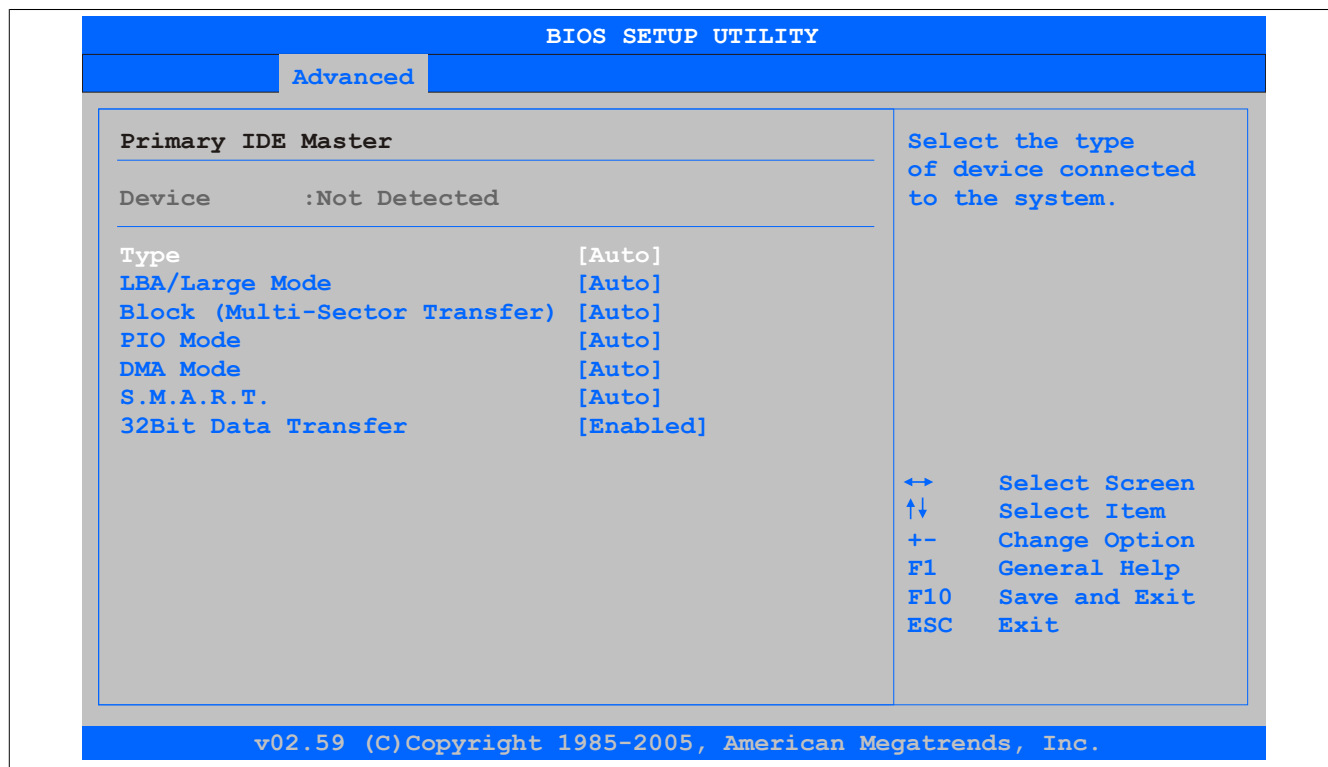 BIOS SETUP UTILITY
Advanced
Primary IDE Master
Device :Not Detected
Type [Auto]
LBA/Large Mode [Auto]
Block (Multi-Sector Transfer) [Auto]
PIO Mode [Auto]
DMA Mode [Auto]
S.M.A.R.T. [Auto]
32Bit Data Transfer [Enabled]
Select the type
of device connected
to the system.
↔ Select Screen
↑↓ Select Item
+- Change Option
F1 General Help
F10 Save and Exit
ESC Exit
v02.59 (C)Copyright 1985-2005, American Megatrends, Inc.